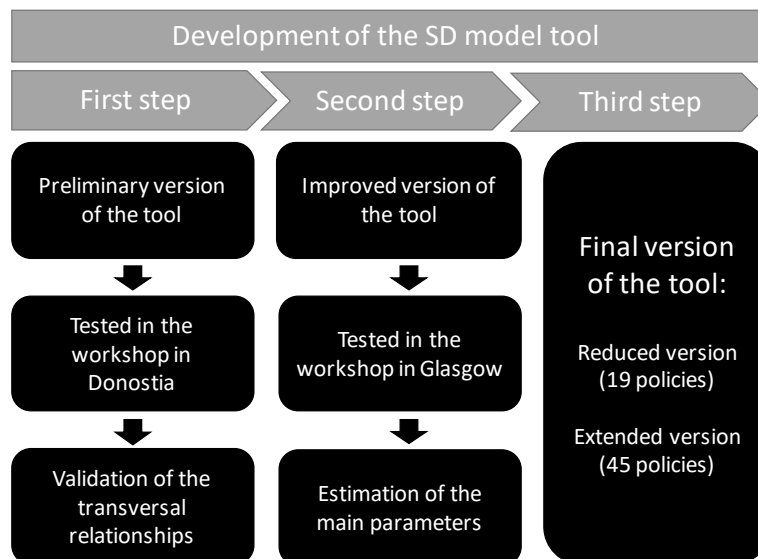 Development of the SD model tool
First step
Second step
Third step
Preliminary version
of the tool
Tested in the
workshop in
Donostia
Validation of the
transversal
relationships
Improved version of
the tool
Tested in the
workshop in Glasgow
Estimation of the
main parameters
Final version
of the tool:
Reduced version
(19 policies)
Extended version
(45 policies)